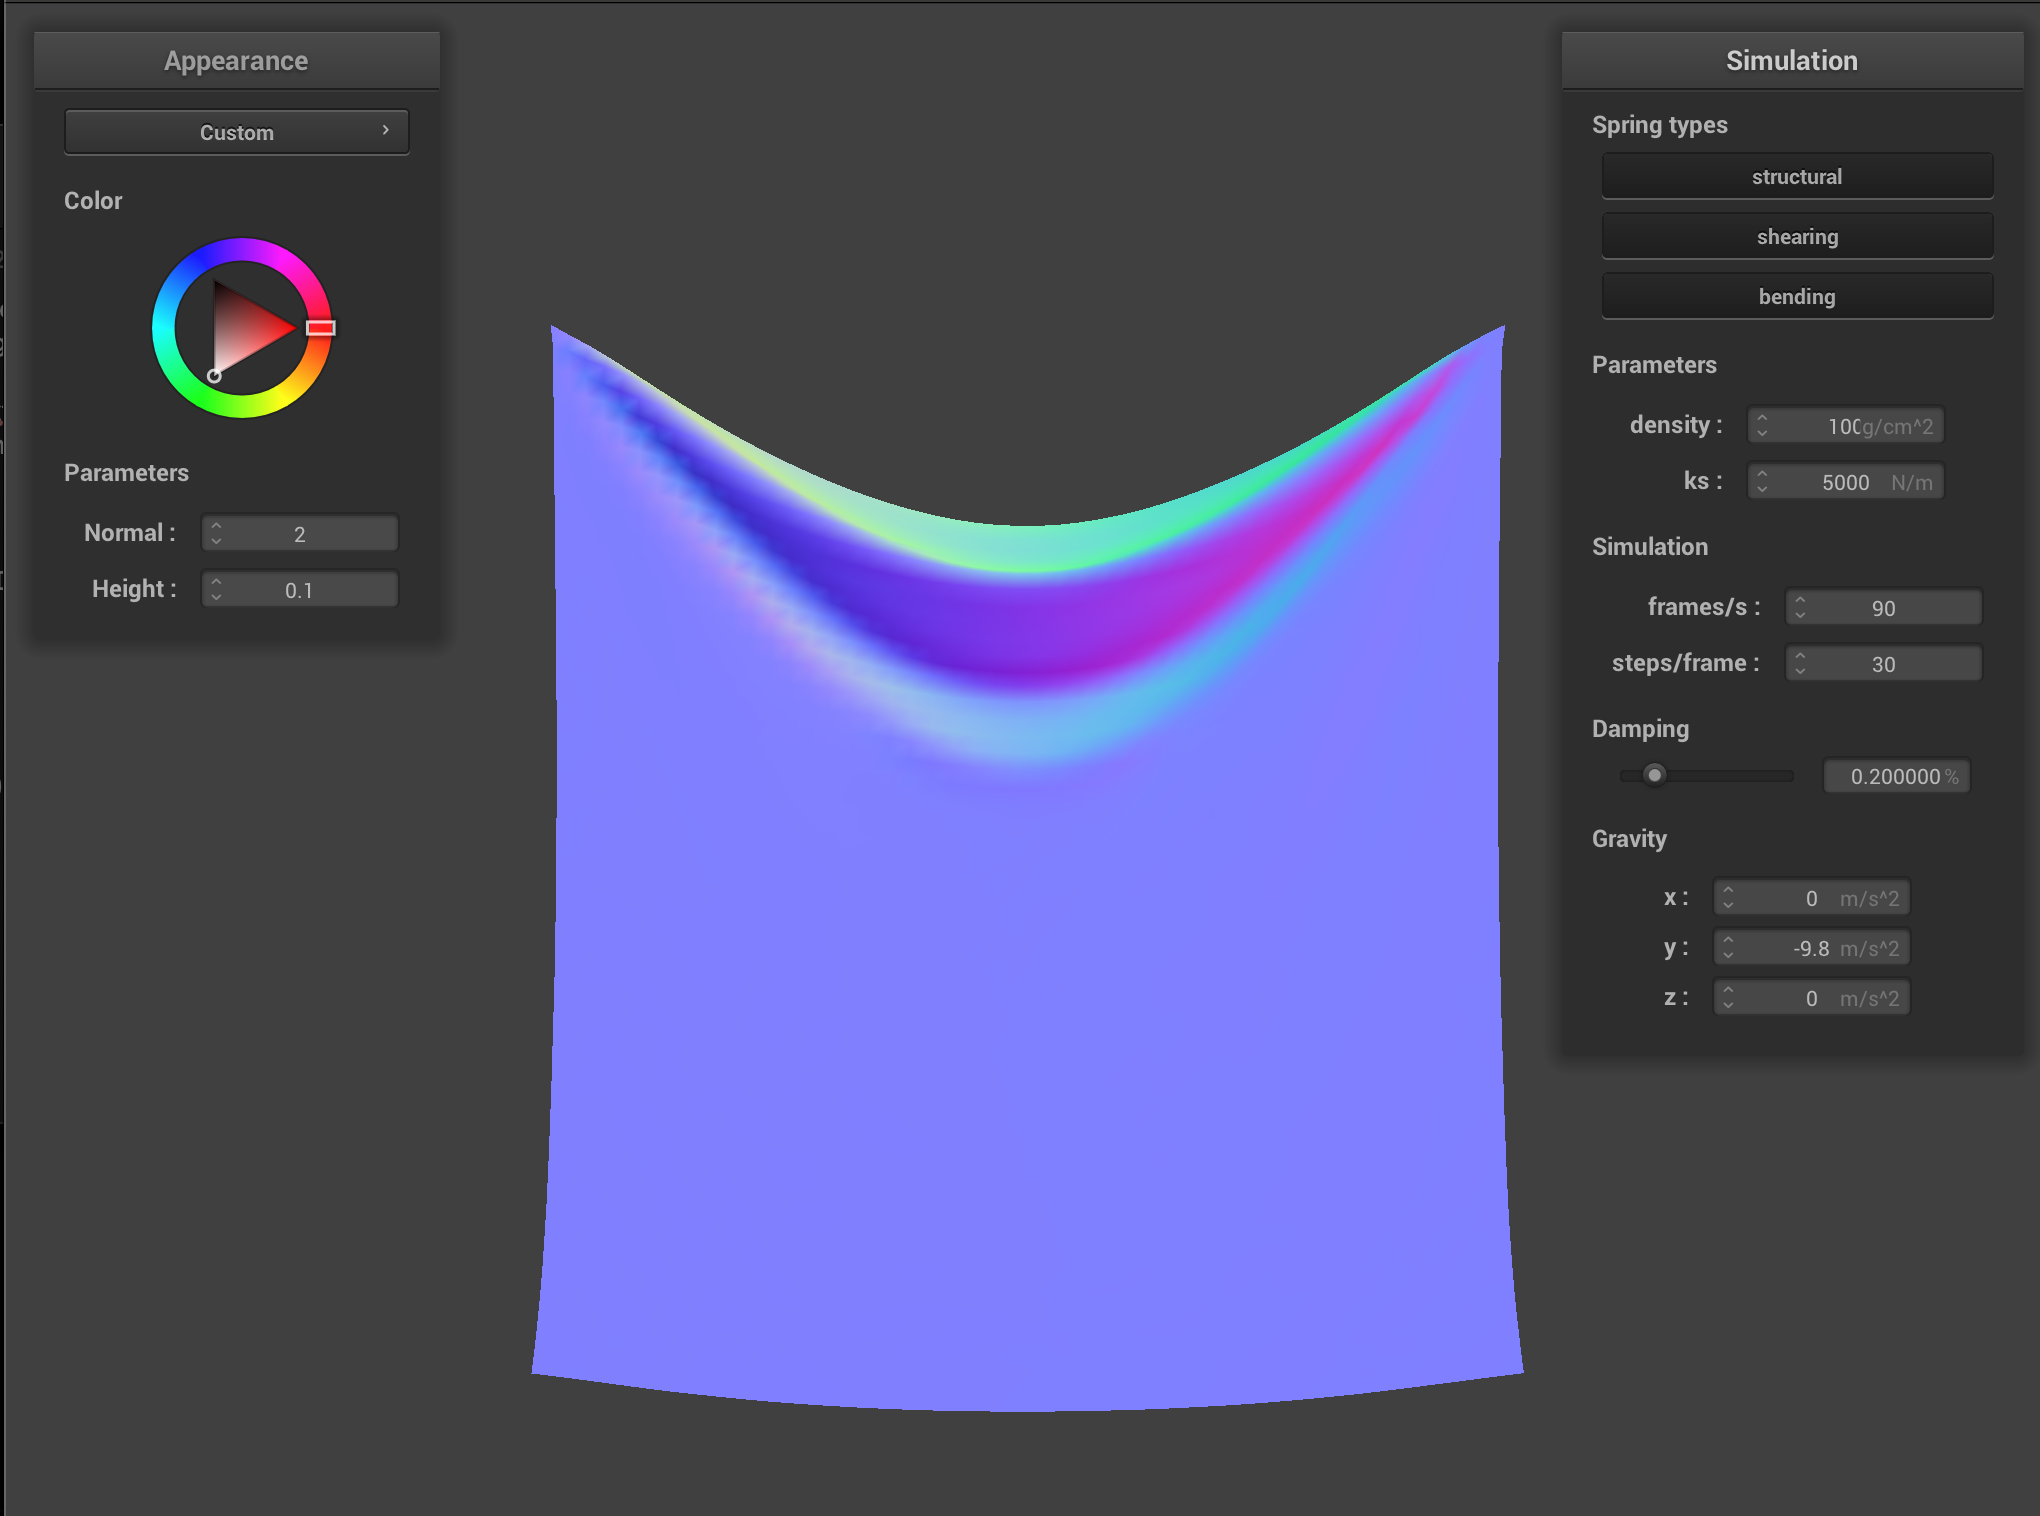 Appearance
Custom
Color
Parameters
Normal : 2
Height : 0.1
Simulation
Spring types
structural
shearing
bending
Parameters
density : 100 g/cm^2
ks : 5000 N/m
Simulation
frames/s : 90
steps/frame : 30
Damping
0.200000 %
Gravity
x : 0 m/s^2
y : -9.8 m/s^2
z : 0 m/s^2